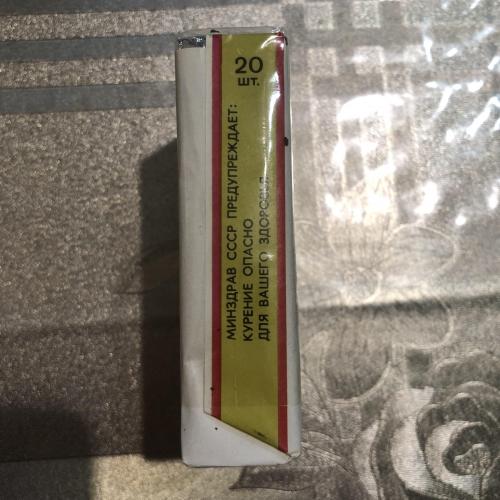 20
ШТ.
МИНЗДРАВ СССР ПРЕДУПРЕЖДАЕТ:
КУРЕНИЕ ОПАСНО
ДЛЯ ВАШЕГО ЗДОРОВЬЯ